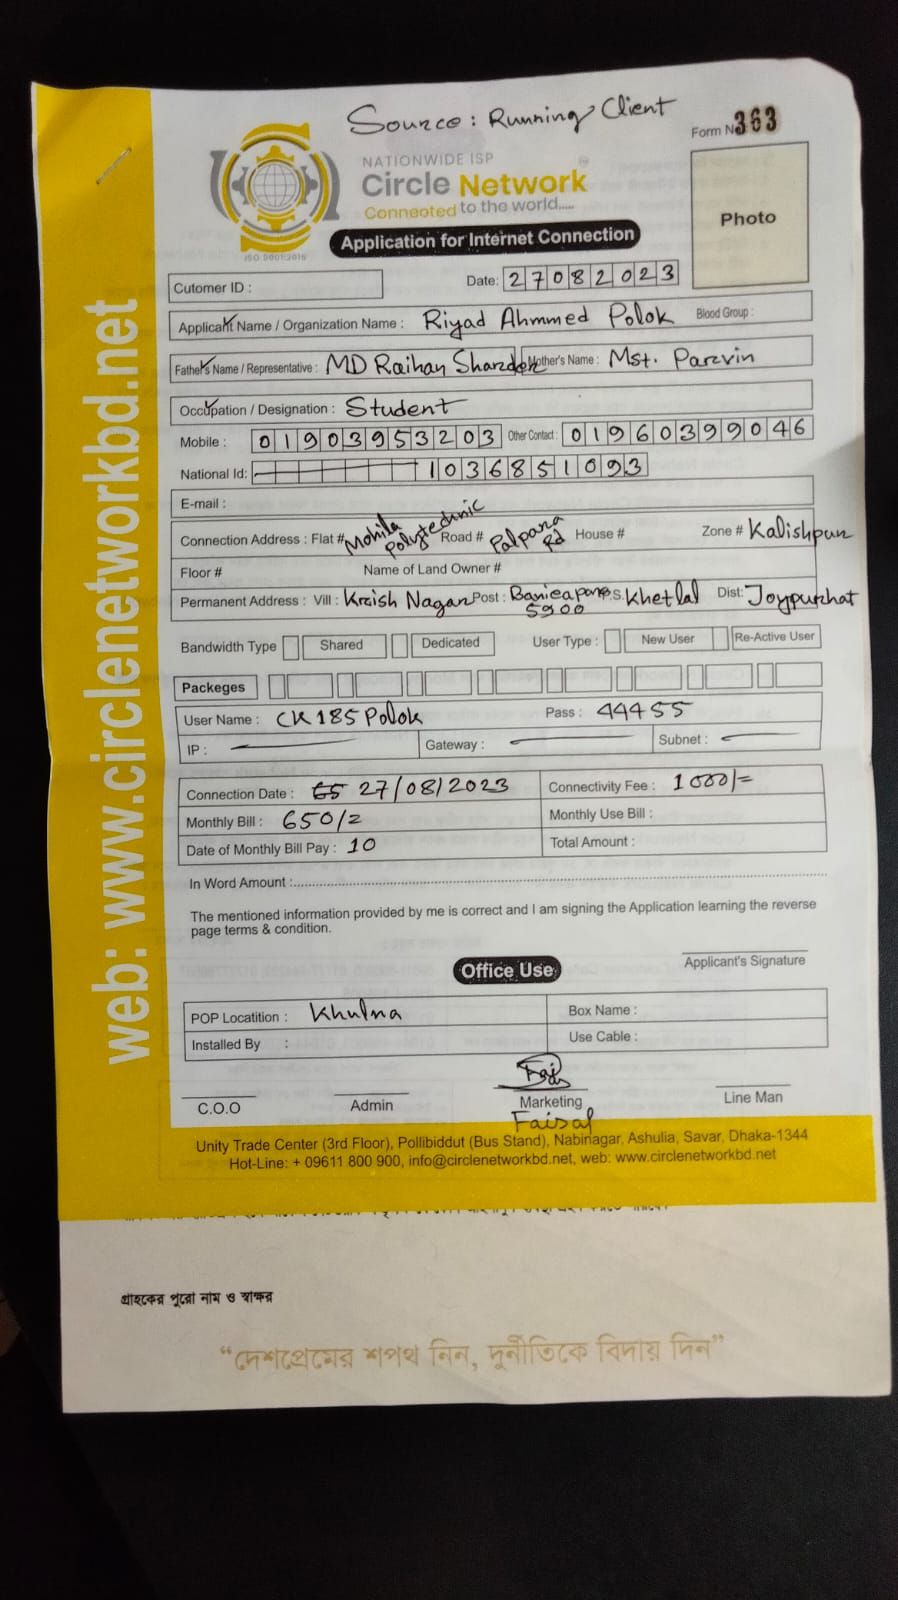 Source: Running Client
Form No 363
NATIONWIDE ISP
Circle Network
Connected to the world.....
ISO 9001:2015
Photo
Application for Internet Connection
Cutomer ID :
Date: 27082023
Applicant Name / Organization Name : Riyad Ahmmed Polok Blood Group :
Father's Name / Representative : MD Raihan Sharder Mother's Name : Mst. Parvin
Occupation / Designation : Student
Mobile : 01903953203 Other Contact : 01960399046
National Id: 1036851093
E-mail :
Connection Address : Flat # Mohila Polytechnic Road # Palpara Rd House # Zone # Kalishpur
Floor # Name of Land Owner #
Permanent Address : Vill : Krish Nagar Post : 5900 P.S. Khetlal Dist: Joypurhat
Bandwidth Type Shared Dedicated User Type : New User Re-Active User
Packeges
User Name : CK185Polok Pass : 44455
IP : Gateway : Subnet :
Connection Date : 27/08/2023 Connectivity Fee : 1000/=
Monthly Bill : 650/= Monthly Use Bill :
Date of Monthly Bill Pay : 10 Total Amount :
In Word Amount :
The mentioned information provided by me is correct and I am signing the Application learning the reverse
page terms & condition.
Applicant's Signature
Office Use
POP Locatition : Khulna Box Name :
Installed By : Use Cable :
C.O.O Admin Marketing Line Man
Faisal
Unity Trade Center (3rd Floor), Pollibiddut (Bus Stand), Nabinagar, Ashulia, Savar, Dhaka-1344
Hot-Line: + 09611 800 900, info@circlenetworkbd.net, web: www.circlenetworkbd.net
web: www.circlenetworkbd.net
গ্রাহকের পুরো নাম ও স্বাক্ষর
“দেশপ্রেমের শপথ নিন, দুর্নীতিকে বিদায় দিন”